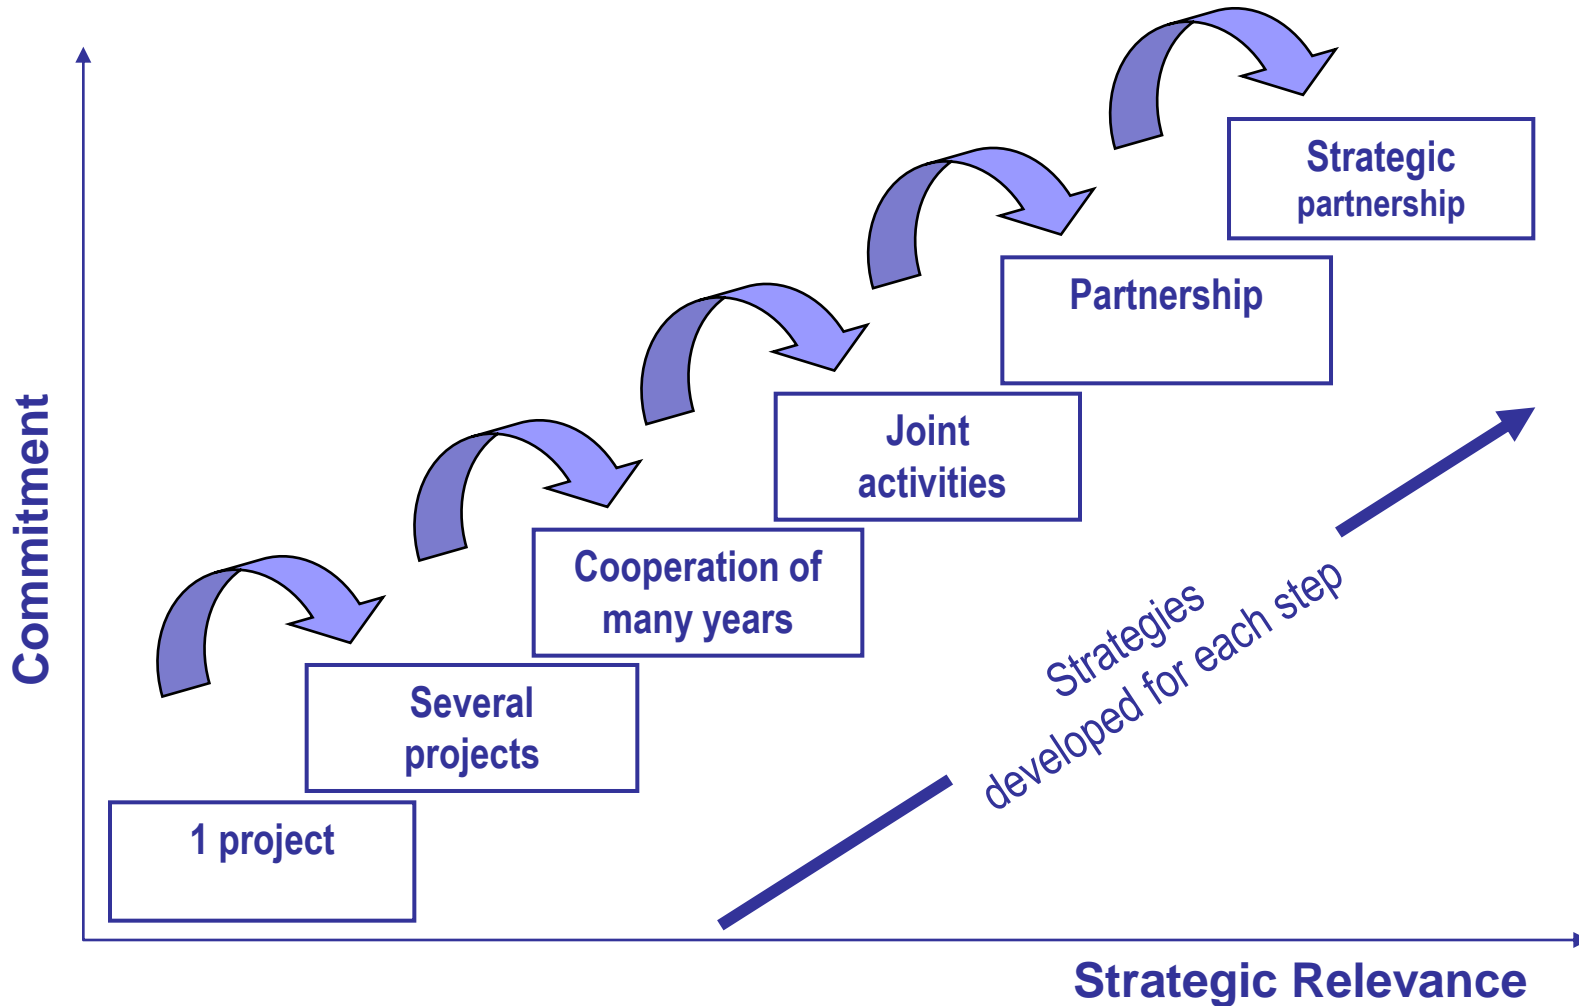 Strategic
partnership
Partnership
Joint
activities
Cooperation of
many years
Several
projects
1 project
Commitment
Strategies
developed for each step
Strategic Relevance